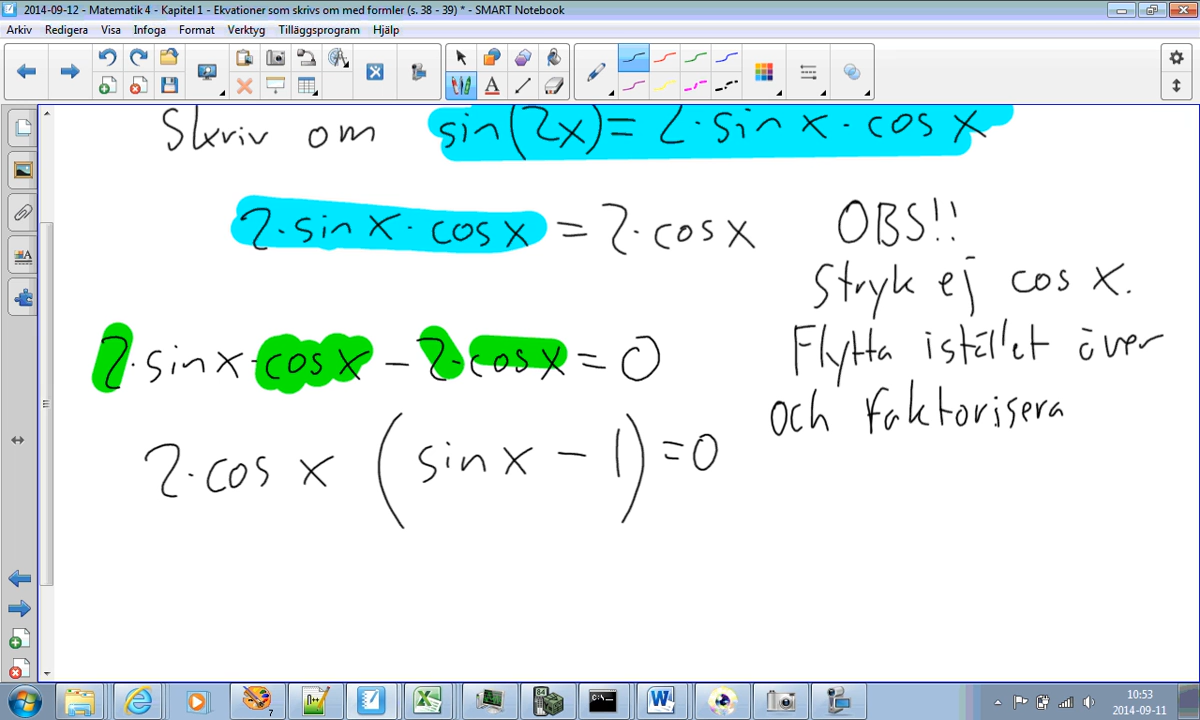 2014-09-12 - Matematik 4 - Kapitel 1 - Ekvationer som skrivs om med formler (s. 38 - 39) * - SMART Notebook
Arkiv Redigera Visa Infoga Format Verktyg Tilläggsprogram Hjälp
Skriv om sin(2x) = 2·sin x·cos x
2·sin x·cos x = 2·cos x
OBS!!
Stryk ej cos x.
Flytta istället över
och faktorisera
2·sin x·cos x - 2·cos x = 0
2·cos x (sin x - 1) = 0
10:53
2014-09-11